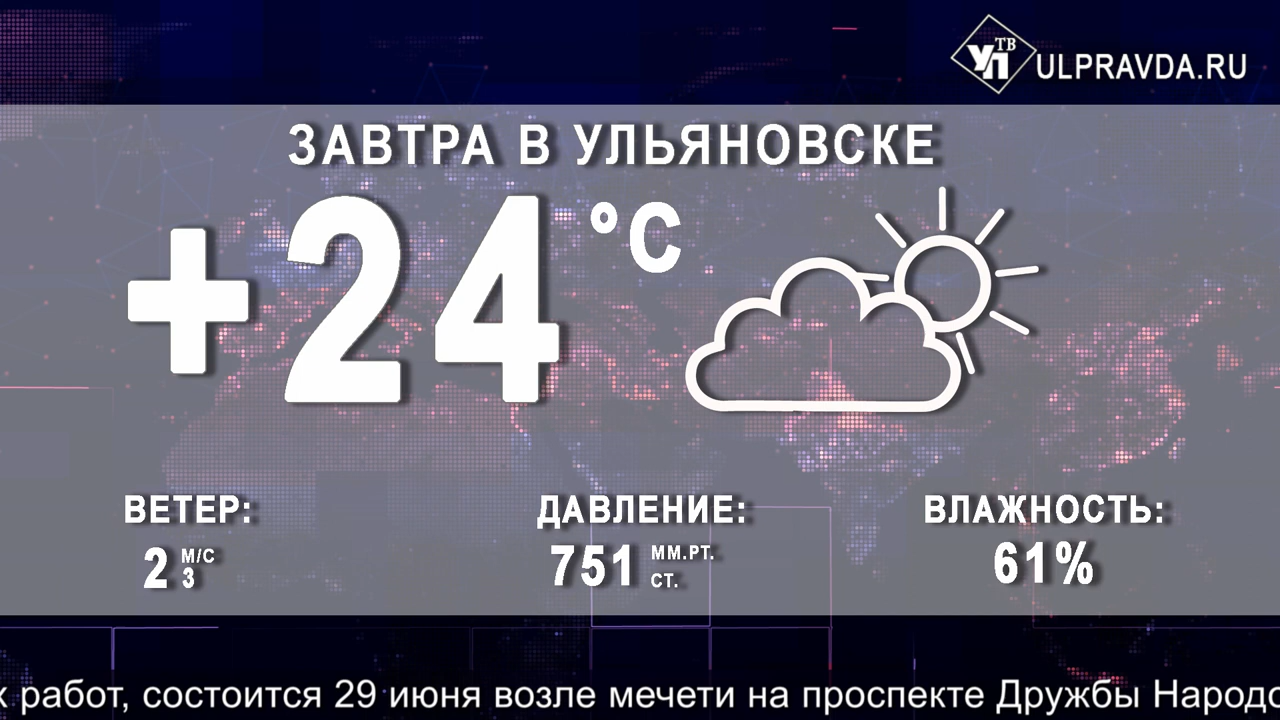 ТВ
УП ULPRAVDA.RU
ЗАВТРА В УЛЬЯНОВСКЕ
+24 °C
ВЕТЕР: ДАВЛЕНИЕ: ВЛАЖНОСТЬ:
2 М/С З 751 ММ.РТ. СТ. 61%
х работ, состоится 29 июня возле мечети на проспекте Дружбы Народо